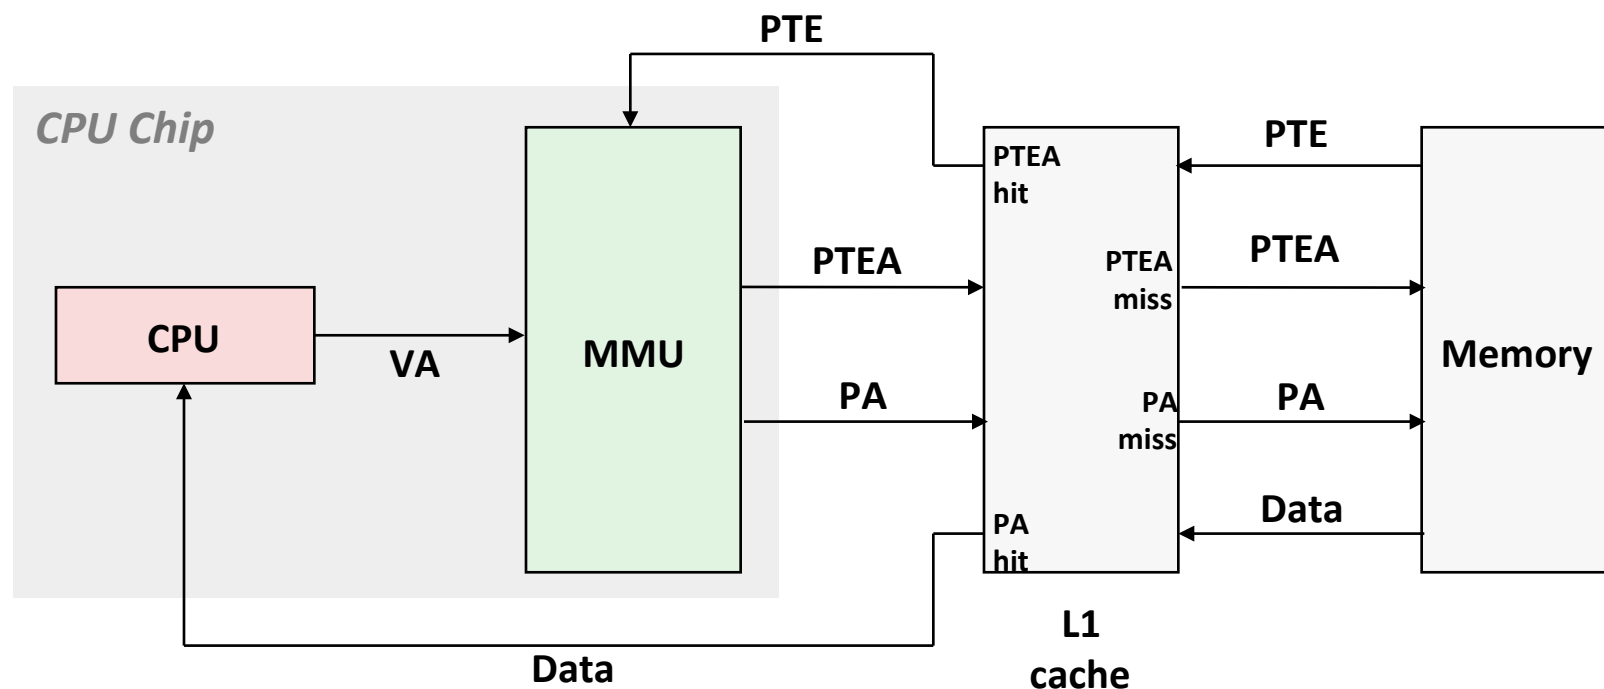 PTE
CPU Chip
PTEA
hit
PTE
PTEA
PTEA
miss
PTEA
CPU
VA
MMU
Memory
PA
PA
miss
PA
PA
hit
Data
L1
cache
Data